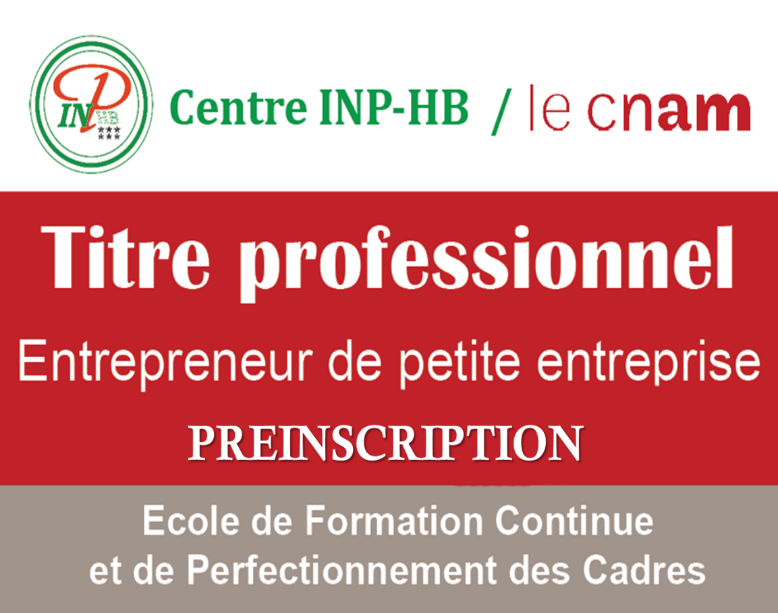 INP
HB
Centre INP-HB / le cnam
Titre professionnel
Entrepreneur de petite entreprise
PREINSCRIPTION
Ecole de Formation Continue
et de Perfectionnement des Cadres